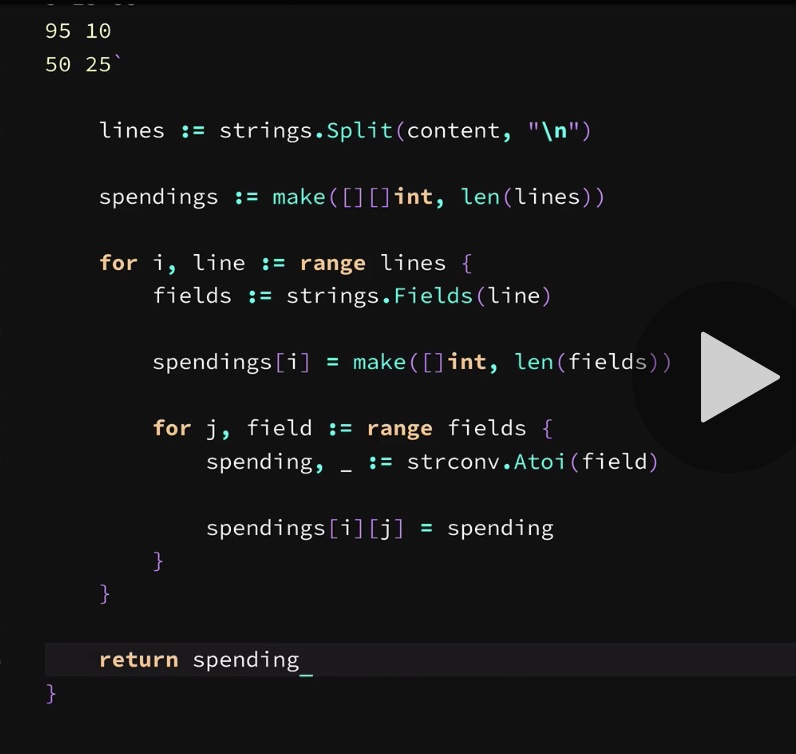 95 10
50 25`
lines := strings.Split(content, "\n")
spendings := make([][]int, len(lines))
for i, line := range lines {
fields := strings.Fields(line)
spendings[i] = make([]int, len(fields))
for j, field := range fields {
spending, _ := strconv.Atoi(field)
spendings[i][j] = spending
}
}
return spending_
}